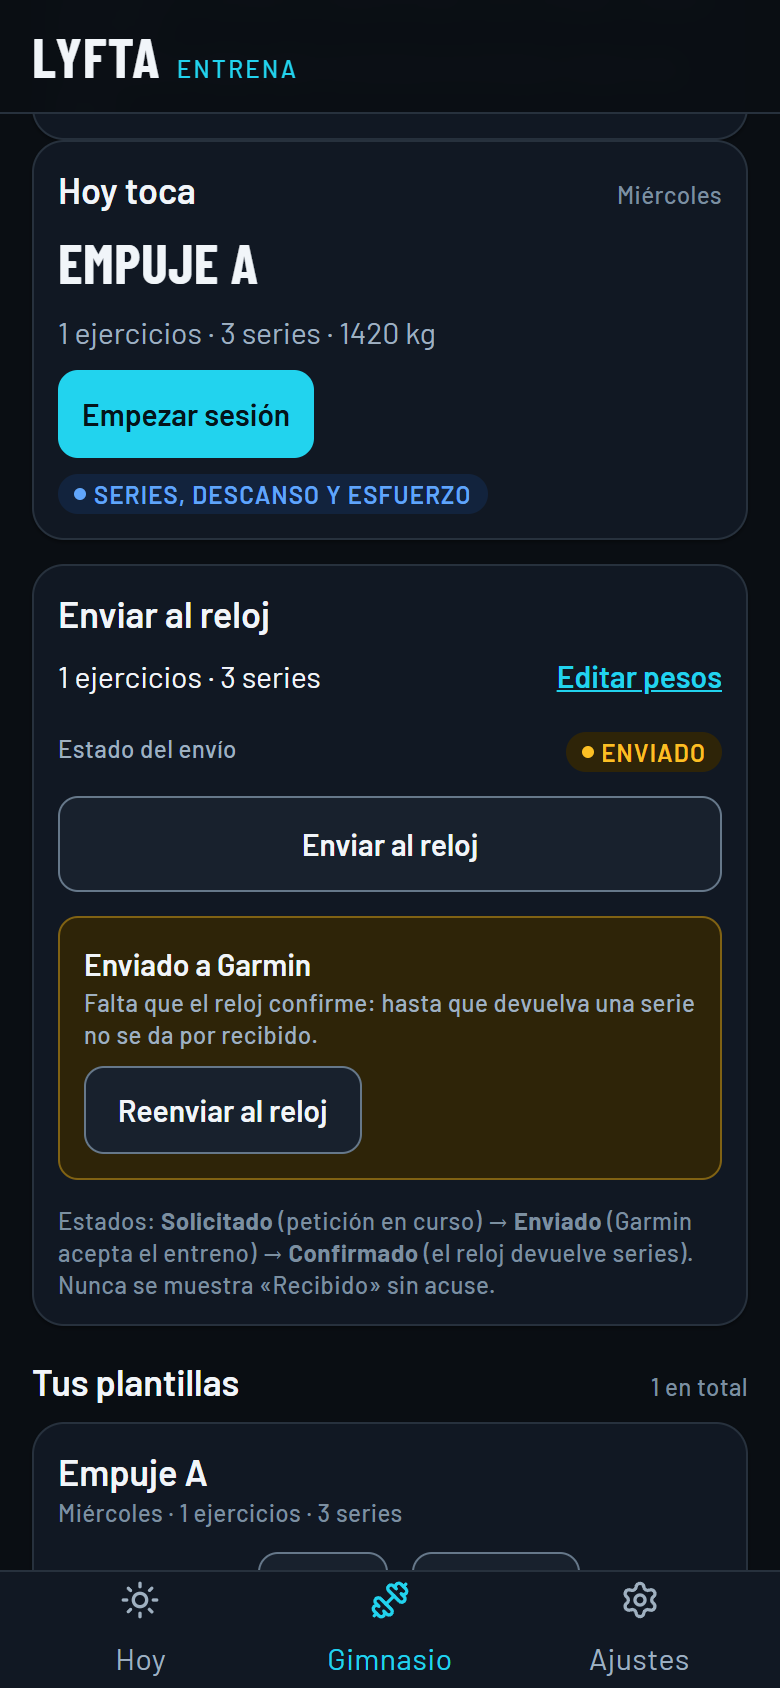 LYFTA ENTRENA
Hoy toca
Miércoles
EMPUJE A
1 ejercicios · 3 series · 1420 kg
Empezar sesión
SERIES, DESCANSO Y ESFUERZO
Enviar al reloj
1 ejercicios · 3 series
Editar pesos
Estado del envío
ENVIADO
Enviar al reloj
Enviado a Garmin
Falta que el reloj confirme: hasta que devuelva una serie
no se da por recibido.
Reenviar al reloj
Estados: Solicitado (petición en curso) → Enviado (Garmin
acepta el entreno) → Confirmado (el reloj devuelve series).
Nunca se muestra «Recibido» sin acuse.
Tus plantillas
1 en total
Empuje A
Miércoles · 1 ejercicios · 3 series
Hoy
Gimnasio
Ajustes